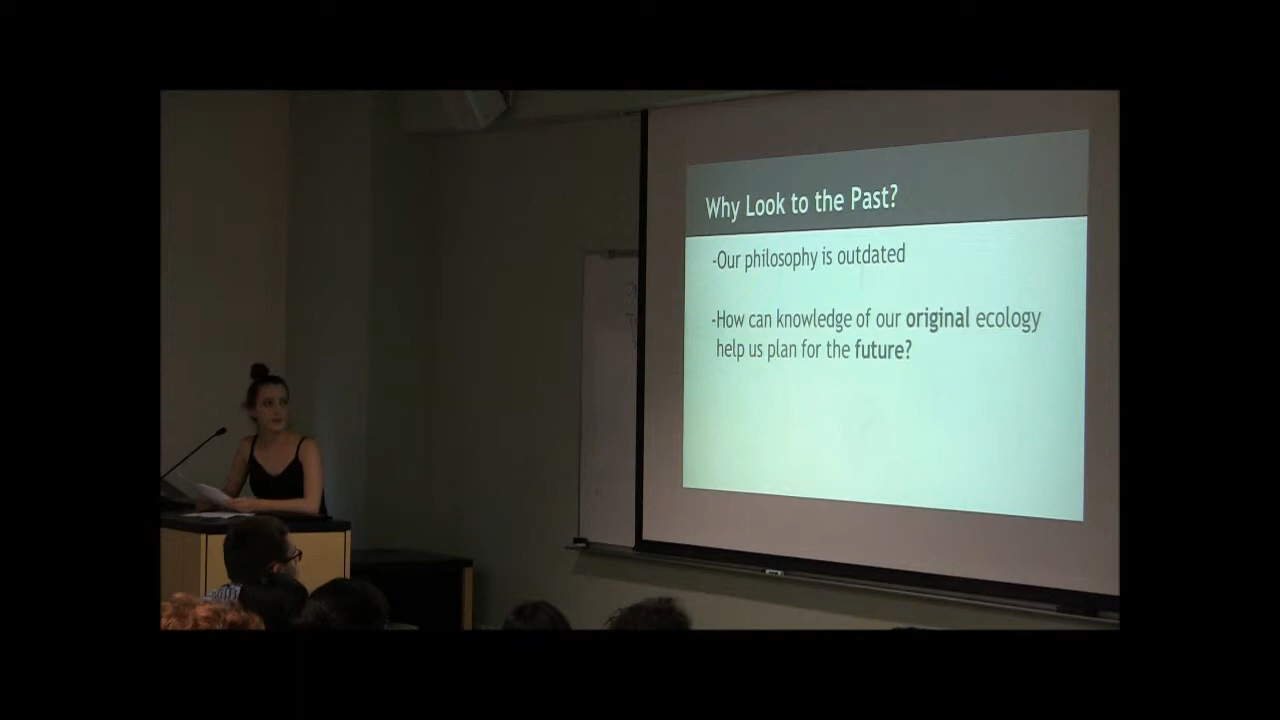 Why Look to the Past?
-Our philosophy is outdated
-How can knowledge of our original ecology
help us plan for the future?